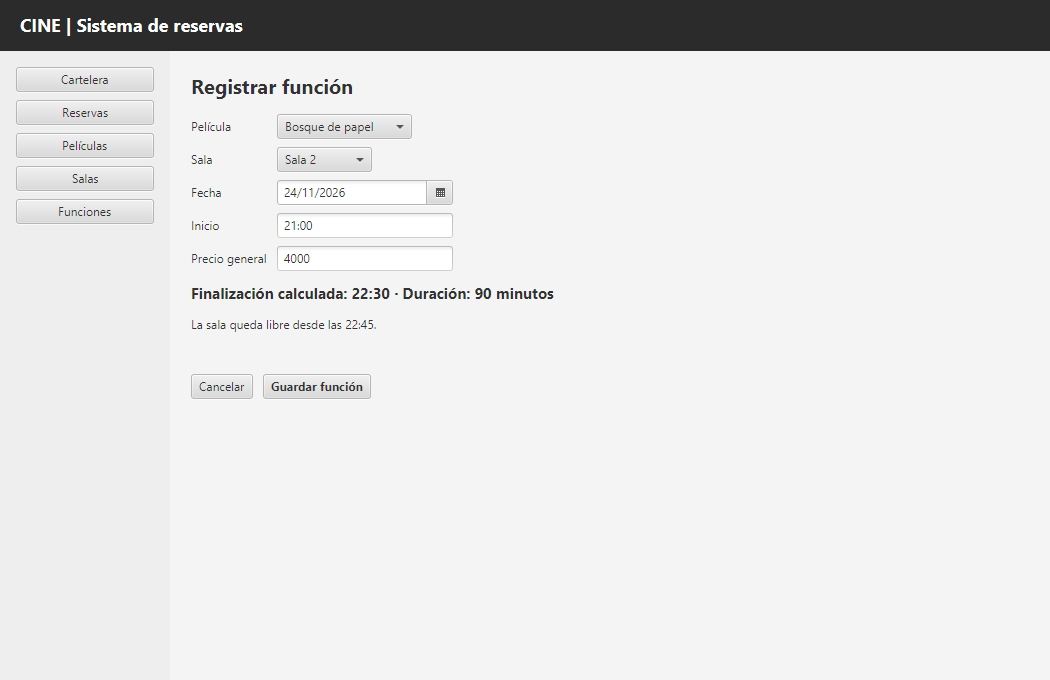 CINE | Sistema de reservas
Cartelera
Reservas
Películas
Salas
Funciones
Registrar función
Película Bosque de papel
Sala Sala 2
Fecha 24/11/2026
Inicio 21:00
Precio general 4000
Finalización calculada: 22:30 · Duración: 90 minutos
La sala queda libre desde las 22:45.
Cancelar Guardar función